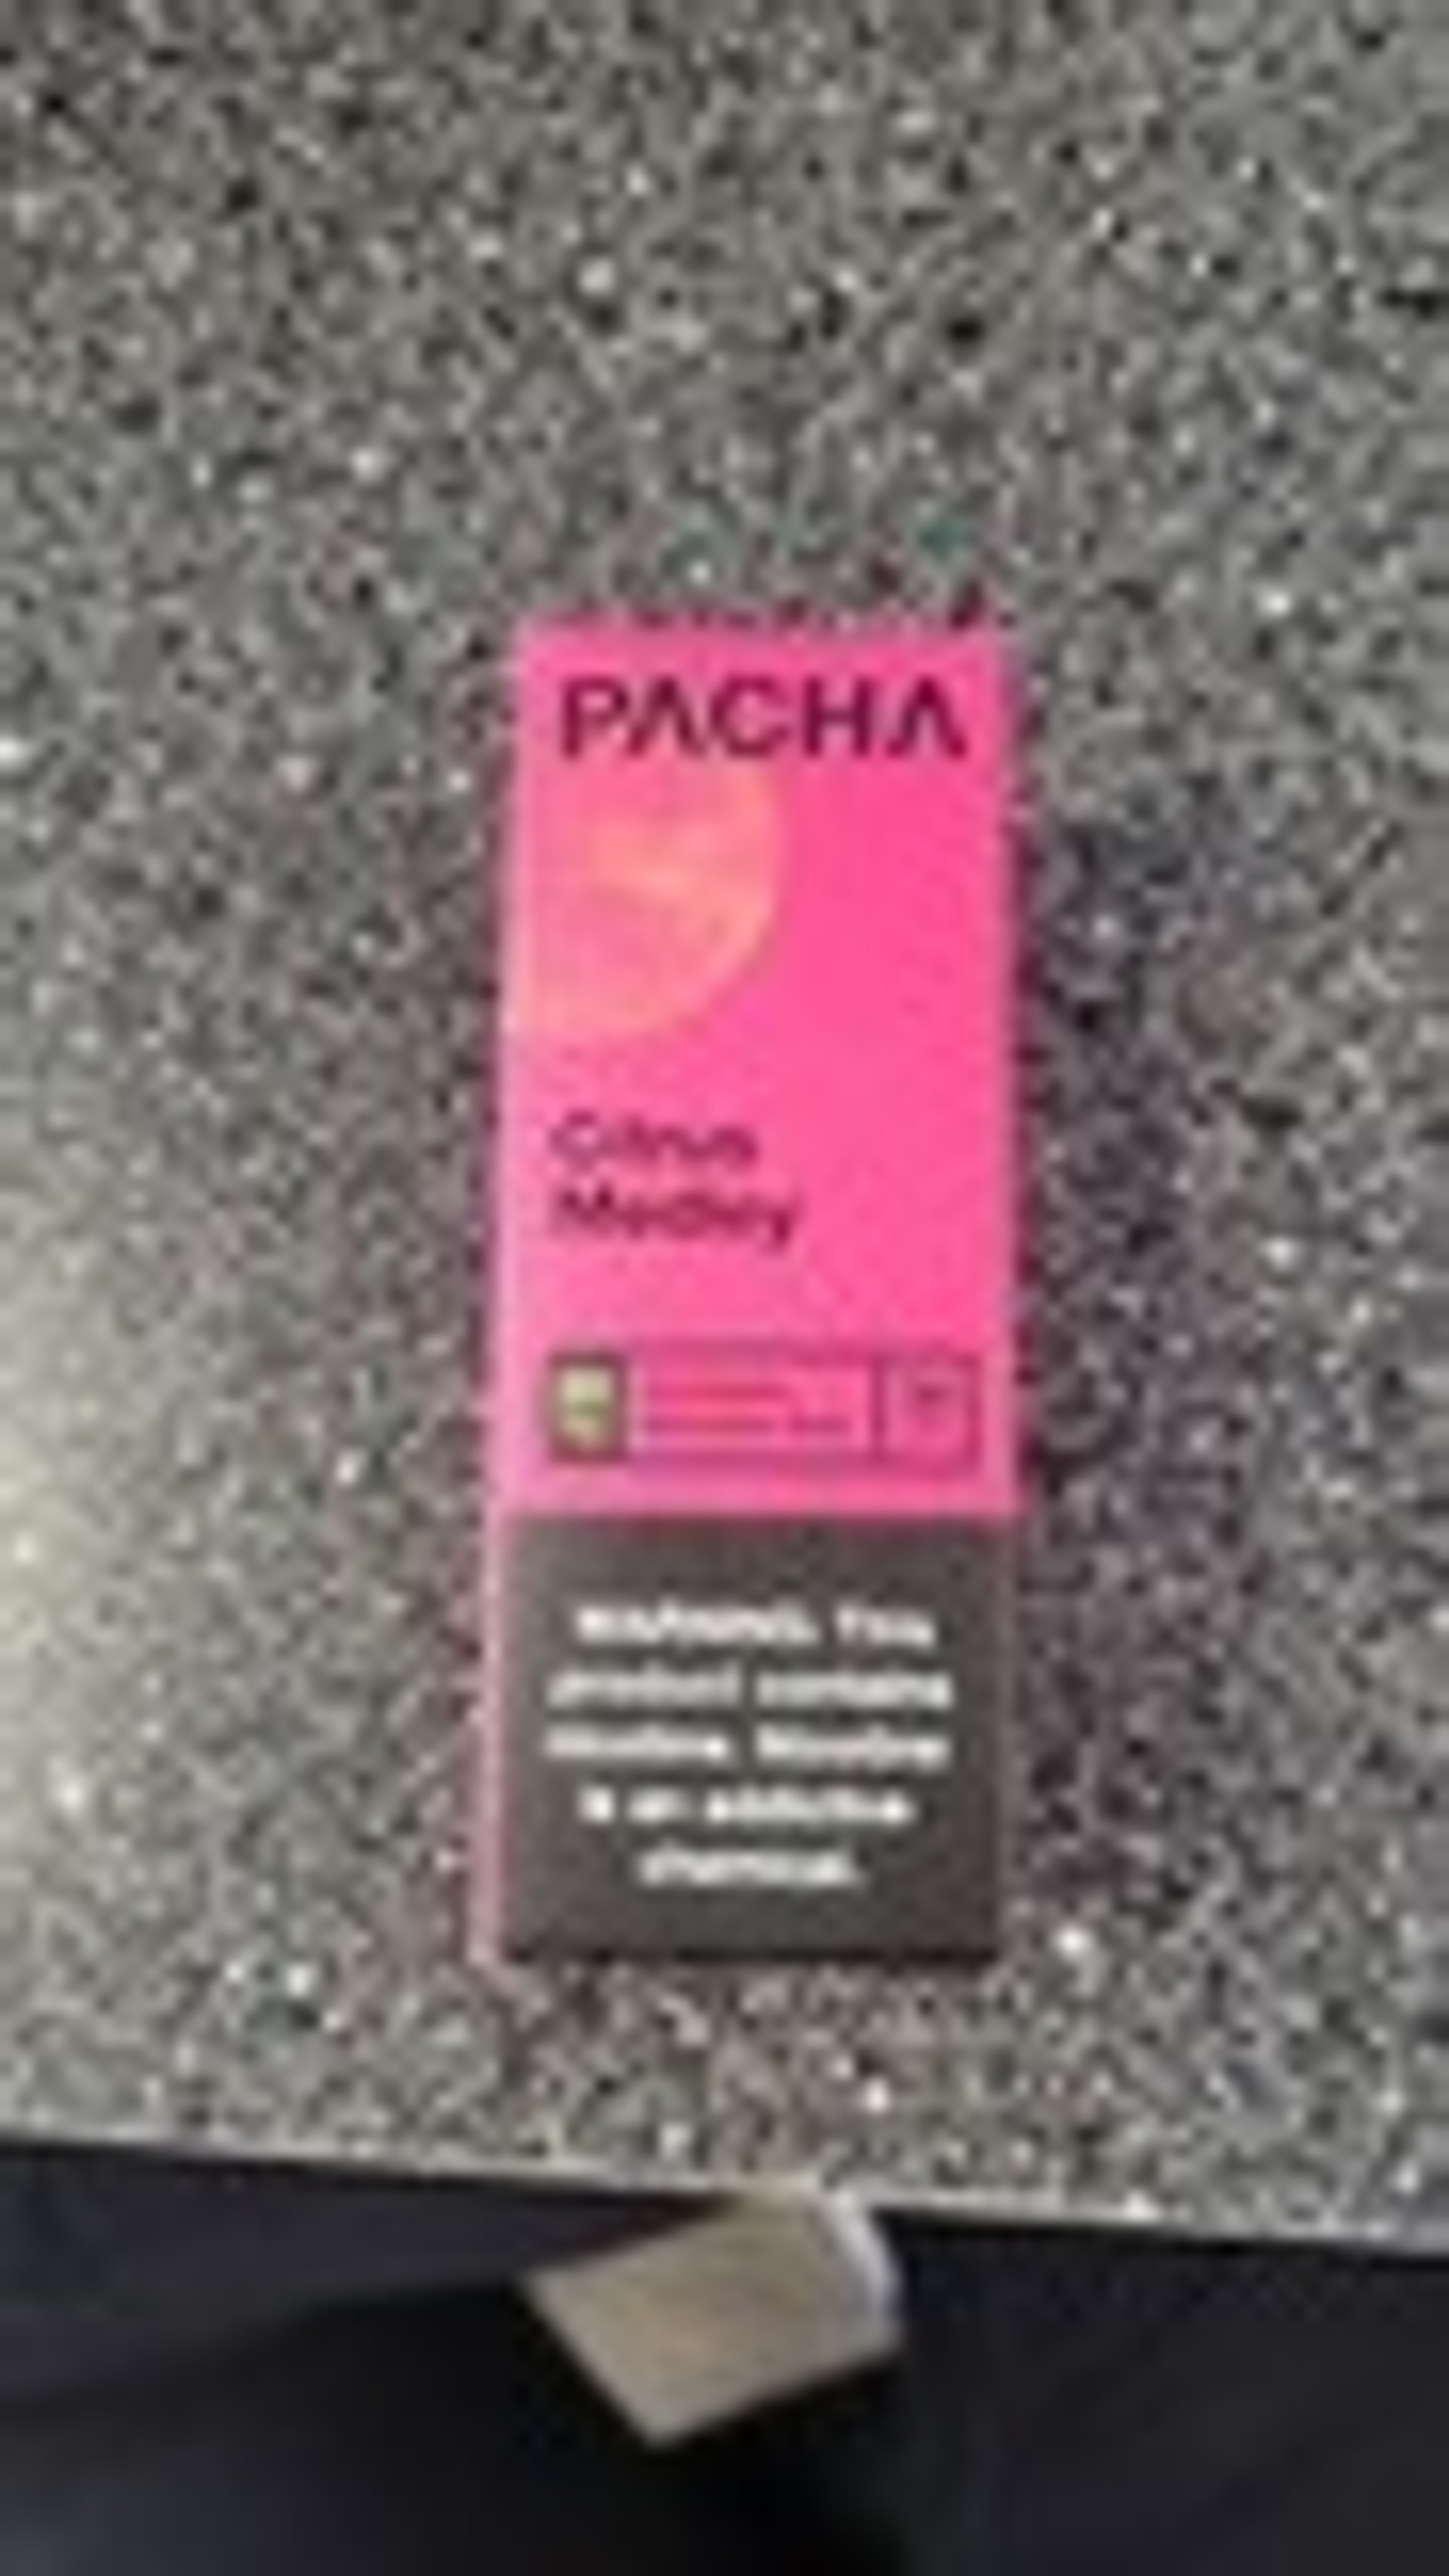 PACHA
Citrus
Medley
WARNING: This
product contains
nicotine. Nicotine
is an addictive
chemical.